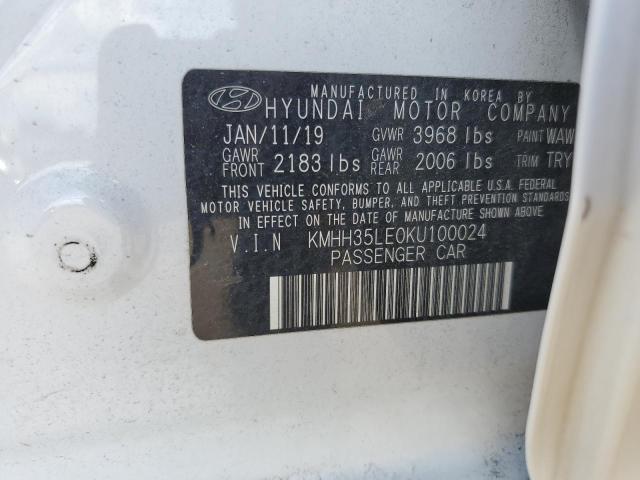 MANUFACTURED IN KOREA BY
HYUNDAI MOTOR COMPANY
JAN/11/19 GVWR 3968 lbs PAINT WAW
GAWR FRONT 2183 lbs GAWR REAR 2006 lbs TRIM TRY
THIS VEHICLE CONFORMS TO ALL APPLICABLE U.S.A. FEDERAL
MOTOR VEHICLE SAFETY, BUMPER, AND THEFT PREVENTION STANDARDS
IN EFFECT ON THE DATE OF MANUFACTURE SHOWN ABOVE.
V.I.N KMHH35LE0KU100024
PASSENGER CAR